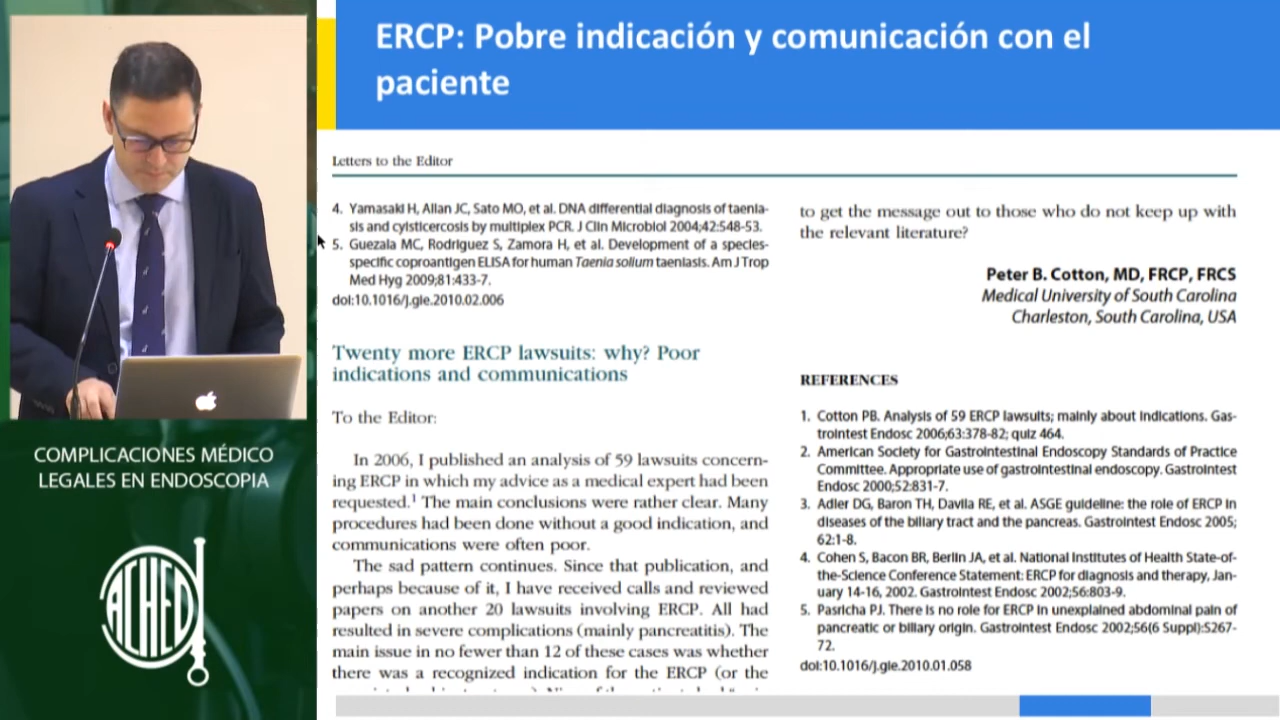 ERCP: Pobre indicación y comunicación con el
paciente
Letters to the Editor
4. Yamasaki H, Allan JC, Sato MO, et al. DNA differential diagnosis of taenia-
sis and cylsticercosis by multiplex PCR. J Clin Microbiol 2004;42:548-53.
5. Guezala MC, Rodriguez S, Zamora H, et al. Development of a species-
specific coproantigen ELISA for human Taenia solium taeniasis. Am J Trop
Med Hyg 2009;81:433-7.
doi:10.1016/j.gie.2010.02.006
Twenty more ERCP lawsuits: why? Poor
indications and communications
To the Editor:
In 2006, I published an analysis of 59 lawsuits concern-
ing ERCP in which my advice as a medical expert had been
requested.1 The main conclusions were rather clear. Many
procedures had been done without a good indication, and
communications were often poor.
The sad pattern continues. Since that publication, and
perhaps because of it, I have received calls and reviewed
papers on another 20 lawsuits involving ERCP. All had
resulted in severe complications (mainly pancreatitis). The
main issue in no fewer than 12 of these cases was whether
there was a recognized indication for the ERCP (or the
to get the message out to those who do not keep up with
the relevant literature?
Peter B. Cotton, MD, FRCP, FRCS
Medical University of South Carolina
Charleston, South Carolina, USA
REFERENCES
1. Cotton PB. Analysis of 59 ERCP lawsuits; mainly about indications. Gas-
trointest Endosc 2006;63:378-82; quiz 464.
2. American Society for Gastrointestinal Endoscopy Standards of Practice
Committee. Appropriate use of gastrointestinal endoscopy. Gastrointest
Endosc 2000;52:831-7.
3. Adler DG, Baron TH, Davila RE, et al. ASGE guideline: the role of ERCP in
diseases of the biliary tract and the pancreas. Gastrointest Endosc 2005;
62:1-8.
4. Cohen S, Bacon BR, Berlin JA, et al. National Institutes of Health State-of-
the-Science Conference Statement: ERCP for diagnosis and therapy, Jan-
uary 14-16, 2002. Gastrointest Endosc 2002;56:803-9.
5. Pasricha PJ. There is no role for ERCP in unexplained abdominal pain of
pancreatic or biliary origin. Gastrointest Endosc 2002;56(6 Suppl):S267-
72.
doi:10.1016/j.gie.2010.01.058
COMPLICACIONES MÉDICO
LEGALES EN ENDOSCOPIA
ACHED